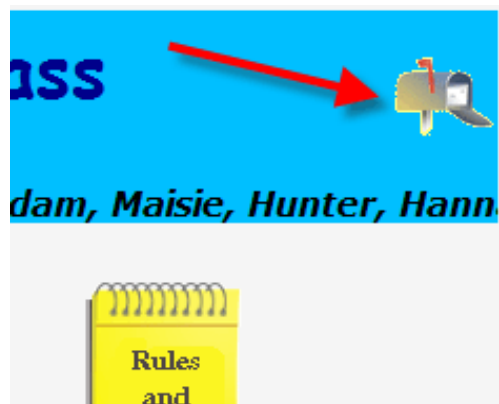 ass
dam, Maisie, Hunter, Hann
Rules
and